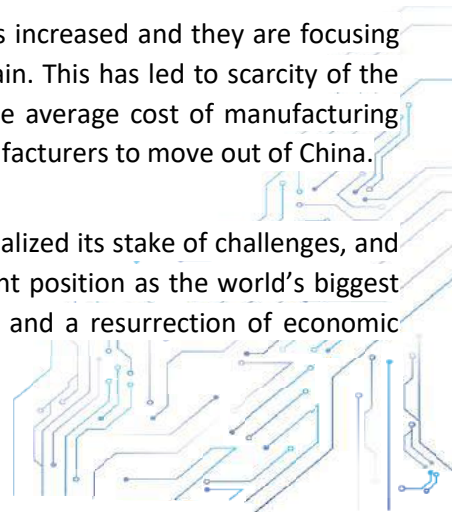 s increased and they are focusing
ain. This has led to scarcity of the
e average cost of manufacturing
facturers to move out of China.
alized its stake of challenges, and
nt position as the world’s biggest
and a resurrection of economic